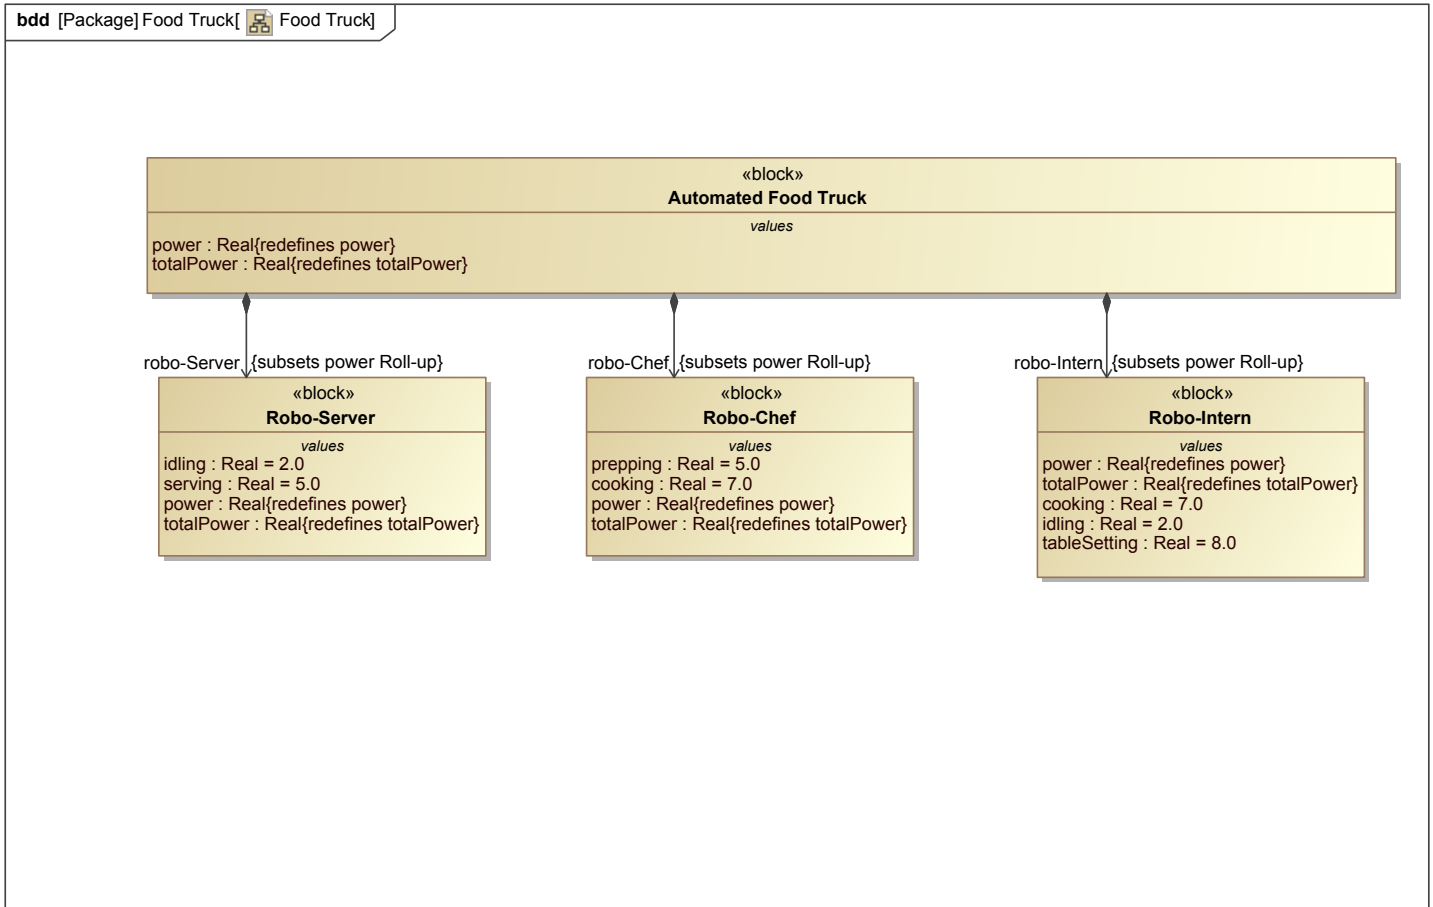 bdd [Package] Food Truck[ Food Truck]
«block»
Automated Food Truck
values
power : Real{redefines power}
totalPower : Real{redefines totalPower}
robo-Server {subsets power Roll-up}
«block»
Robo-Server
values
idling : Real = 2.0
serving : Real = 5.0
power : Real{redefines power}
totalPower : Real{redefines totalPower}
robo-Chef {subsets power Roll-up}
«block»
Robo-Chef
values
prepping : Real = 5.0
cooking : Real = 7.0
power : Real{redefines power}
totalPower : Real{redefines totalPower}
robo-Intern {subsets power Roll-up}
«block»
Robo-Intern
values
power : Real{redefines power}
totalPower : Real{redefines totalPower}
cooking : Real = 7.0
idling : Real = 2.0
tableSetting : Real = 8.0